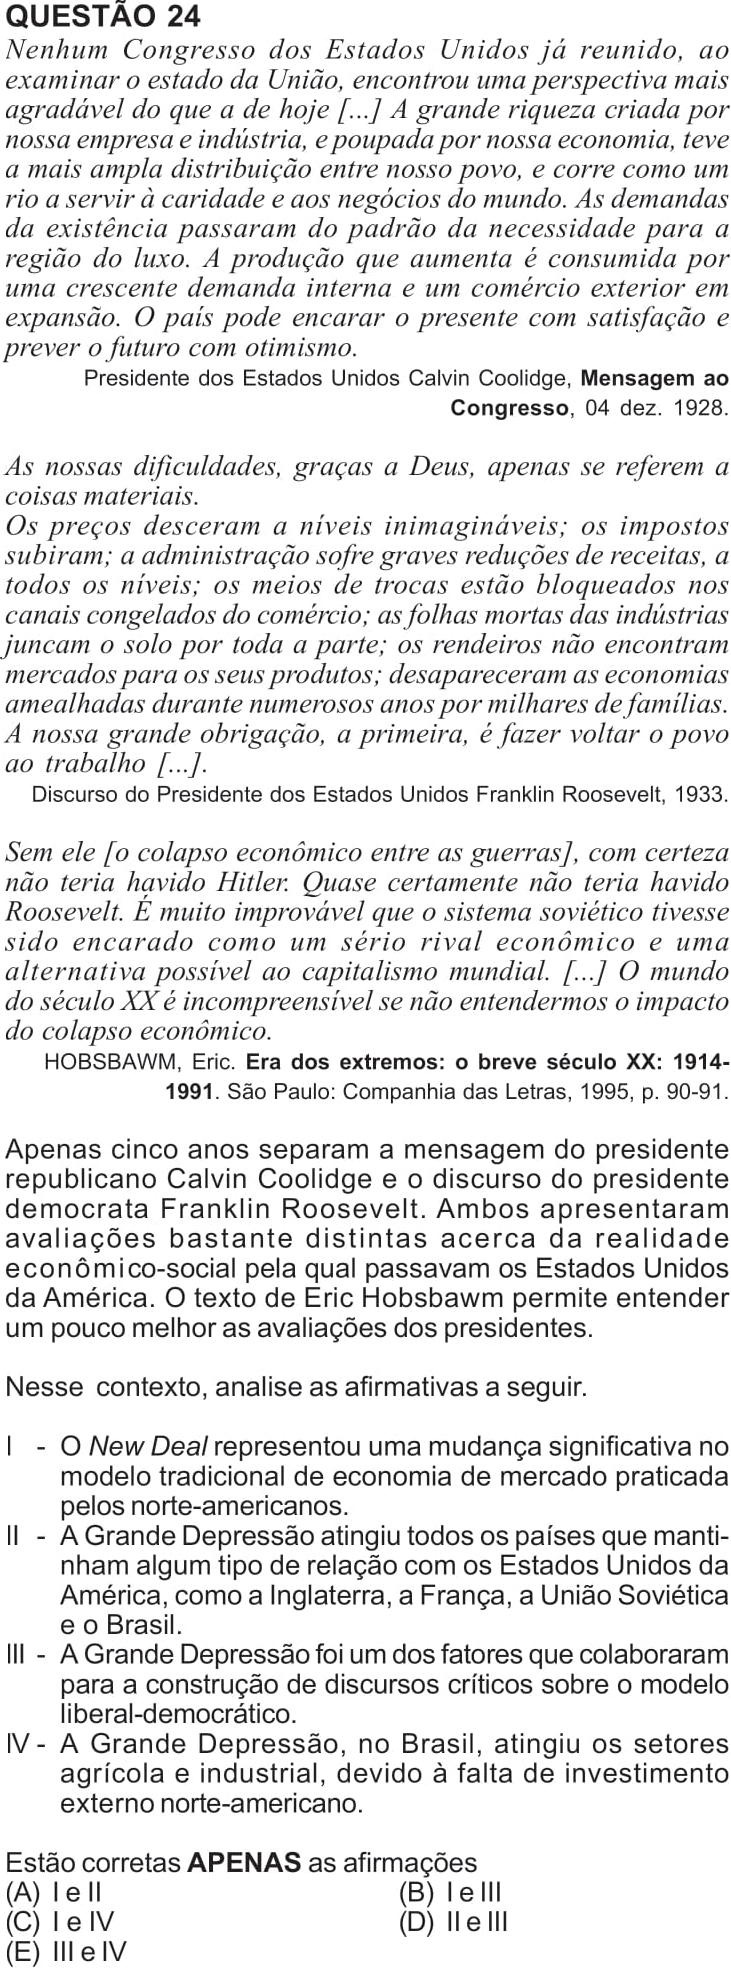 QUESTÃO 24
Nenhum Congresso dos Estados Unidos já reunido, ao
examinar o estado da União, encontrou uma perspectiva mais
agradável do que a de hoje [...] A grande riqueza criada por
nossa empresa e indústria, e poupada por nossa economia, teve
a mais ampla distribuição entre nosso povo, e corre como um
rio a servir à caridade e aos negócios do mundo. As demandas
da existência passaram do padrão da necessidade para a
região do luxo. A produção que aumenta é consumida por
uma crescente demanda interna e um comércio exterior em
expansão. O país pode encarar o presente com satisfação e
prever o futuro com otimismo.
Presidente dos Estados Unidos Calvin Coolidge, Mensagem ao
Congresso, 04 dez. 1928.
As nossas dificuldades, graças a Deus, apenas se referem a
coisas materiais.
Os preços desceram a níveis inimagináveis; os impostos
subiram; a administração sofre graves reduções de receitas, a
todos os níveis; os meios de trocas estão bloqueados nos
canais congelados do comércio; as folhas mortas das indústrias
juncam o solo por toda a parte; os rendeiros não encontram
mercados para os seus produtos; desapareceram as economias
amealhadas durante numerosos anos por milhares de famílias.
A nossa grande obrigação, a primeira, é fazer voltar o povo
ao trabalho [...].
Discurso do Presidente dos Estados Unidos Franklin Roosevelt, 1933.
Sem ele [o colapso econômico entre as guerras], com certeza
não teria havido Hitler. Quase certamente não teria havido
Roosevelt. É muito improvável que o sistema soviético tivesse
sido encarado como um sério rival econômico e uma
alternativa possível ao capitalismo mundial. [...] O mundo
do século XX é incompreensível se não entendermos o impacto
do colapso econômico.
HOBSBAWM, Eric. Era dos extremos: o breve século XX: 1914-
1991. São Paulo: Companhia das Letras, 1995, p. 90-91.
Apenas cinco anos separam a mensagem do presidente
republicano Calvin Coolidge e o discurso do presidente
democrata Franklin Roosevelt. Ambos apresentaram
avaliações bastante distintas acerca da realidade
econômico-social pela qual passavam os Estados Unidos
da América. O texto de Eric Hobsbawm permite entender
um pouco melhor as avaliações dos presidentes.
Nesse contexto, analise as afirmativas a seguir.
I - O New Deal representou uma mudança significativa no
modelo tradicional de economia de mercado praticada
pelos norte-americanos.
II - A Grande Depressão atingiu todos os países que manti-
nham algum tipo de relação com os Estados Unidos da
América, como a Inglaterra, a França, a União Soviética
e o Brasil.
III - A Grande Depressão foi um dos fatores que colaboraram
para a construção de discursos críticos sobre o modelo
liberal-democrático.
IV - A Grande Depressão, no Brasil, atingiu os setores
agrícola e industrial, devido à falta de investimento
externo norte-americano.
Estão corretas APENAS as afirmações
(A) I e II (B) I e III
(C) I e IV (D) II e III
(E) III e IV